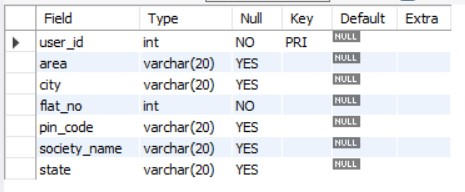 Field Type Null Key Default Extra
user_id int NO PRI NULL
area varchar(20) YES NULL
city varchar(20) YES NULL
flat_no int NO NULL
pin_code varchar(20) YES NULL
society_name varchar(20) YES NULL
state varchar(20) YES NULL